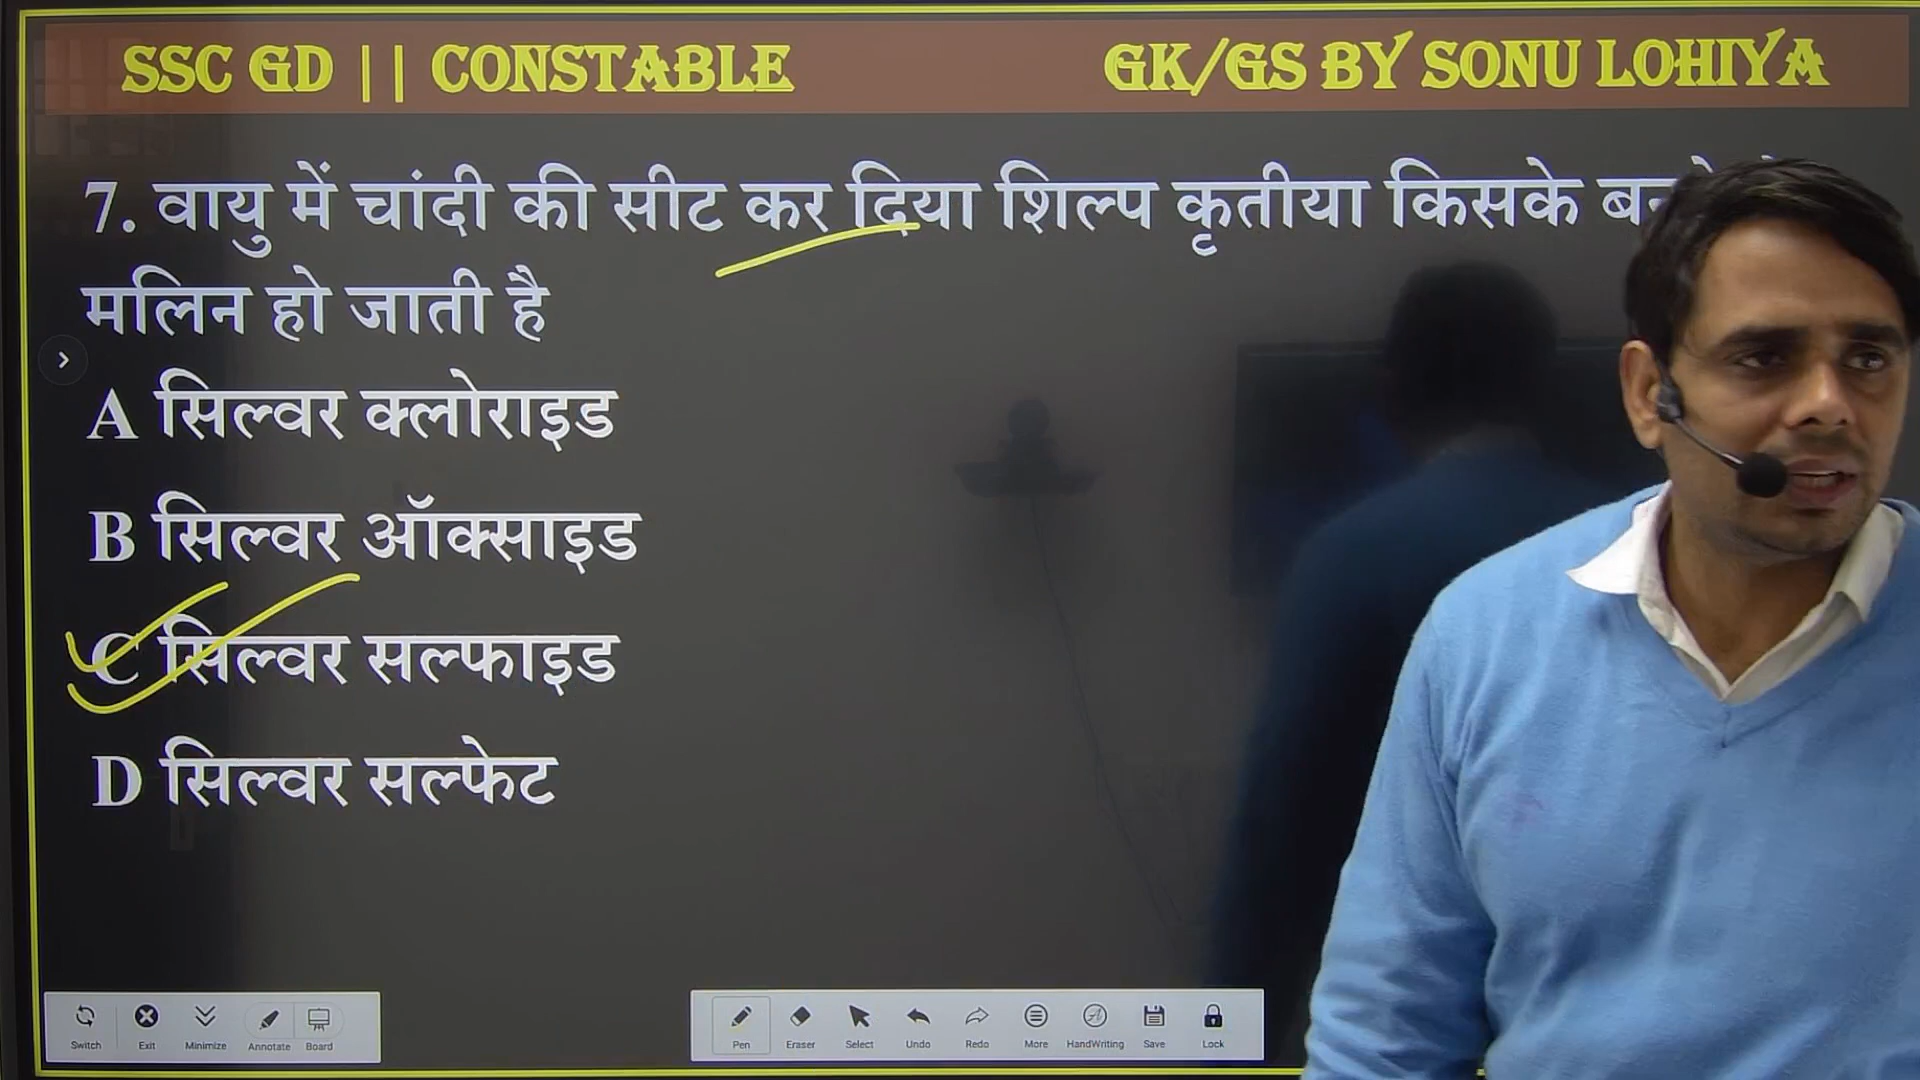 SSC GD || CONSTABLE
GK/GS BY SONU LOHIYA
7. वायु में चांदी की सीट कर दिया शिल्प कृतीया किसके
मलिन हो जाती है
A सिल्वर क्लोराइड
B सिल्वर ऑक्साइड
C सिल्वर सल्फाइड
D सिल्वर सल्फेट
Switch Exit Minimize Annotate Board
Pen Eraser Select Undo Redo More HandWriting Save Lock